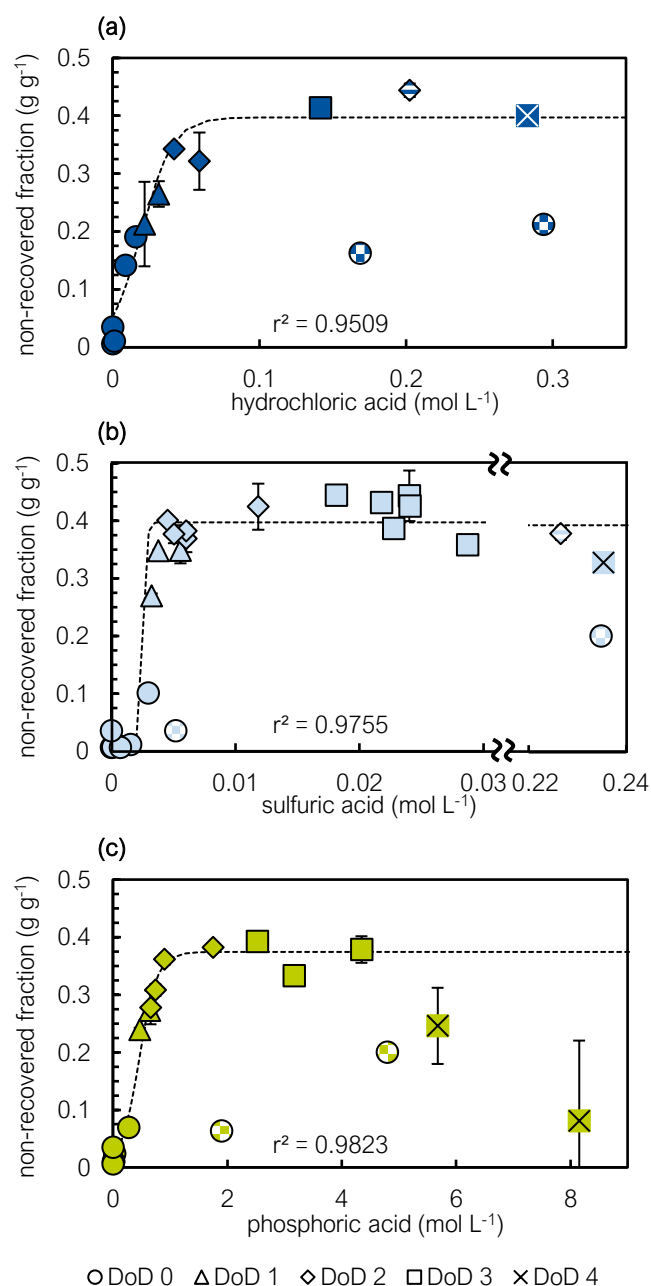 (a)
non-recovered fraction (g g⁻¹)
0.5
0.4
0.3
0.2
0.1
0
r² = 0.9509
0 0.1 0.2 0.3
hydrochloric acid (mol L⁻¹)
(b)
non-recovered fraction (g g⁻¹)
0.5
0.4
0.3
0.2
0.1
0
r² = 0.9755
0 0.01 0.02 0.03 0.22 0.24
sulfuric acid (mol L⁻¹)
(c)
non-recovered fraction (g g⁻¹)
0.5
0.4
0.3
0.2
0.1
0
r² = 0.9823
0 2 4 6 8
phosphoric acid (mol L⁻¹)
DoD 0 DoD 1 DoD 2 DoD 3 DoD 4